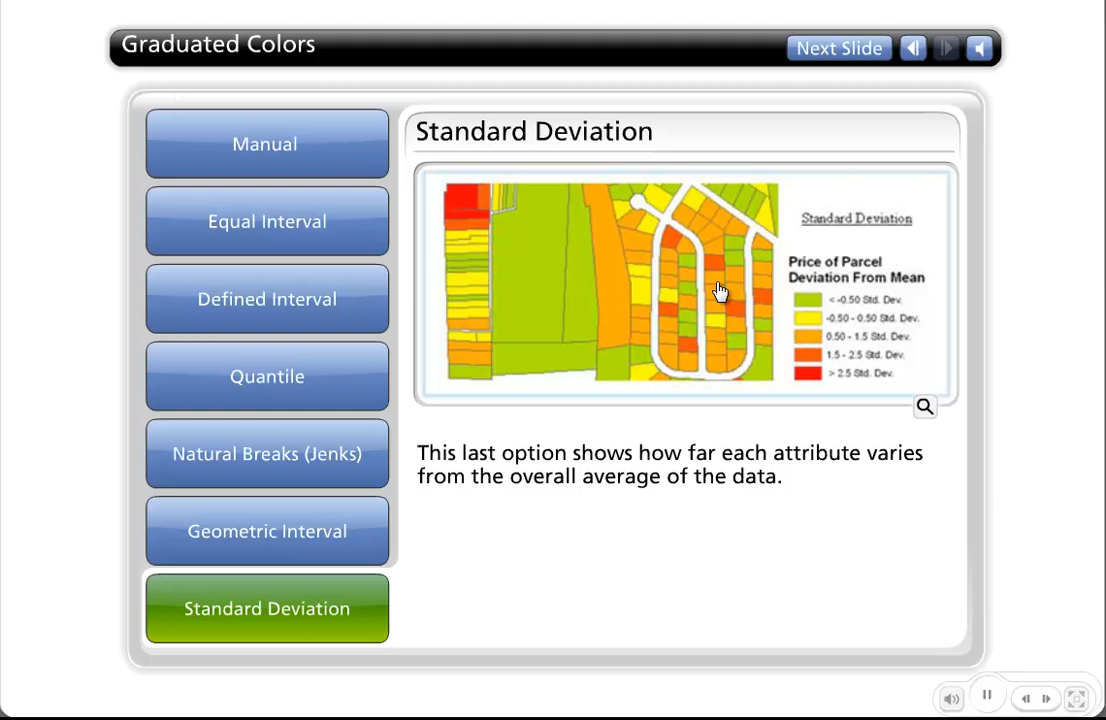 Graduated Colors
Next Slide
Manual
Equal Interval
Defined Interval
Quantile
Natural Breaks (Jenks)
Geometric Interval
Standard Deviation
Standard Deviation
Standard Deviation
Price of Parcel
Deviation From Mean
< -0.50 Std. Dev.
-0.50 - 0.50 Std. Dev.
0.50 - 1.5 Std. Dev.
1.5 - 2.5 Std. Dev.
> 2.5 Std. Dev.
This last option shows how far each attribute varies
from the overall average of the data.